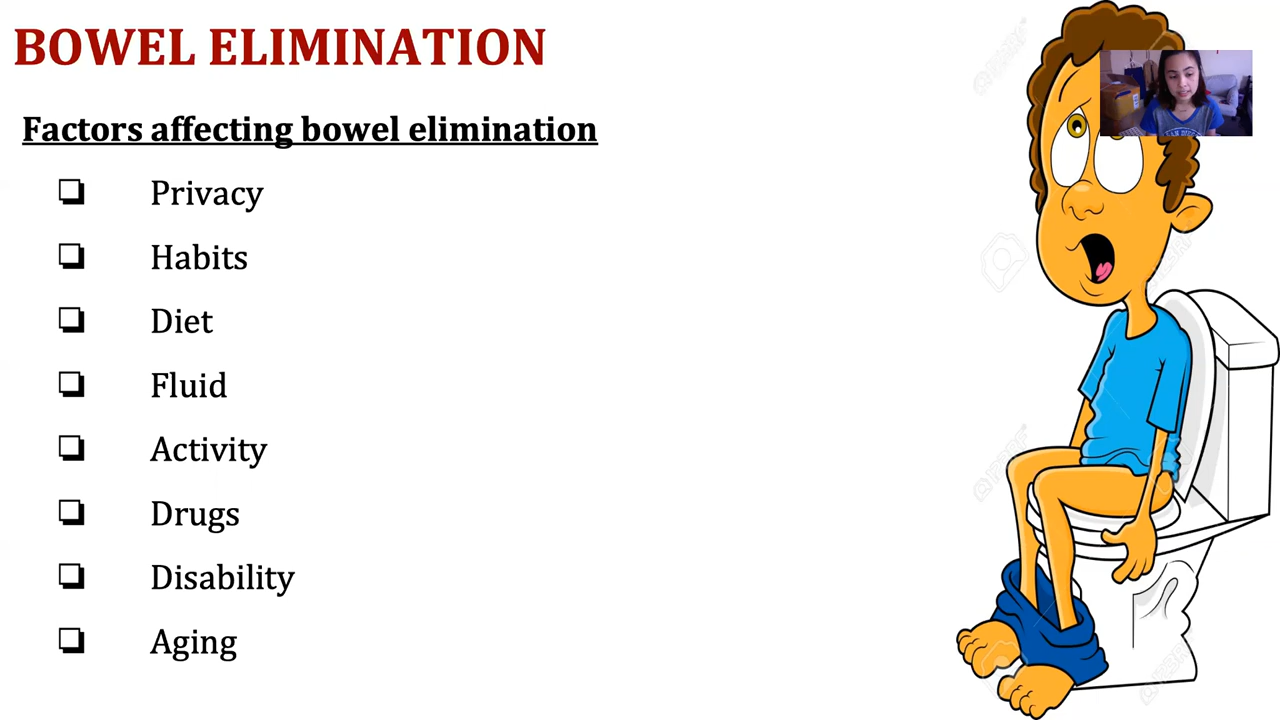 BOWEL ELIMINATION
Factors affecting bowel elimination
Privacy
Habits
Diet
Fluid
Activity
Drugs
Disability
Aging